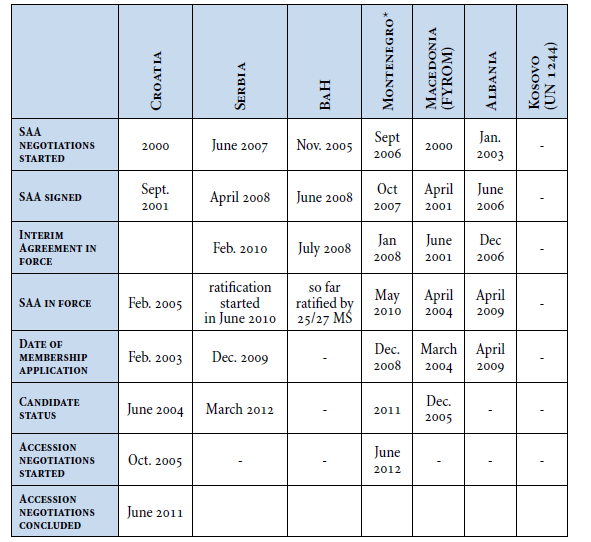 CROATIA
SERBIA
BAH
MONTENEGRO*
MACEDONIA
(FYROM)
ALBANIA
KOSOVO
(UN 1244)
SAA
NEGOTIATIONS
STARTED
2000
June 2007
Nov. 2005
Sept
2006
2000
Jan.
2003
-
SAA SIGNED
Sept.
2001
April 2008
June 2008
Oct
2007
April
2001
June
2006
-
INTERIM
AGREEMENT IN
FORCE
Feb. 2010
July 2008
Jan
2008
June
2001
Dec
2006
-
SAA IN FORCE
Feb. 2005
ratification
started
in June 2010
so far
ratified by
25/27 MS
May
2010
April
2004
April
2009
-
DATE OF
MEMBERSHIP
APPLICATION
Feb. 2003
Dec. 2009
-
Dec.
2008
March
2004
April
2009
-
CANDIDATE
STATUS
June 2004
March 2012
-
2011
Dec.
2005
-
-
ACCESSION
NEGOTIATIONS
STARTED
Oct. 2005
-
-
June
2012
-
-
-
ACCESSION
NEGOTIATIONS
CONCLUDED
June 2011